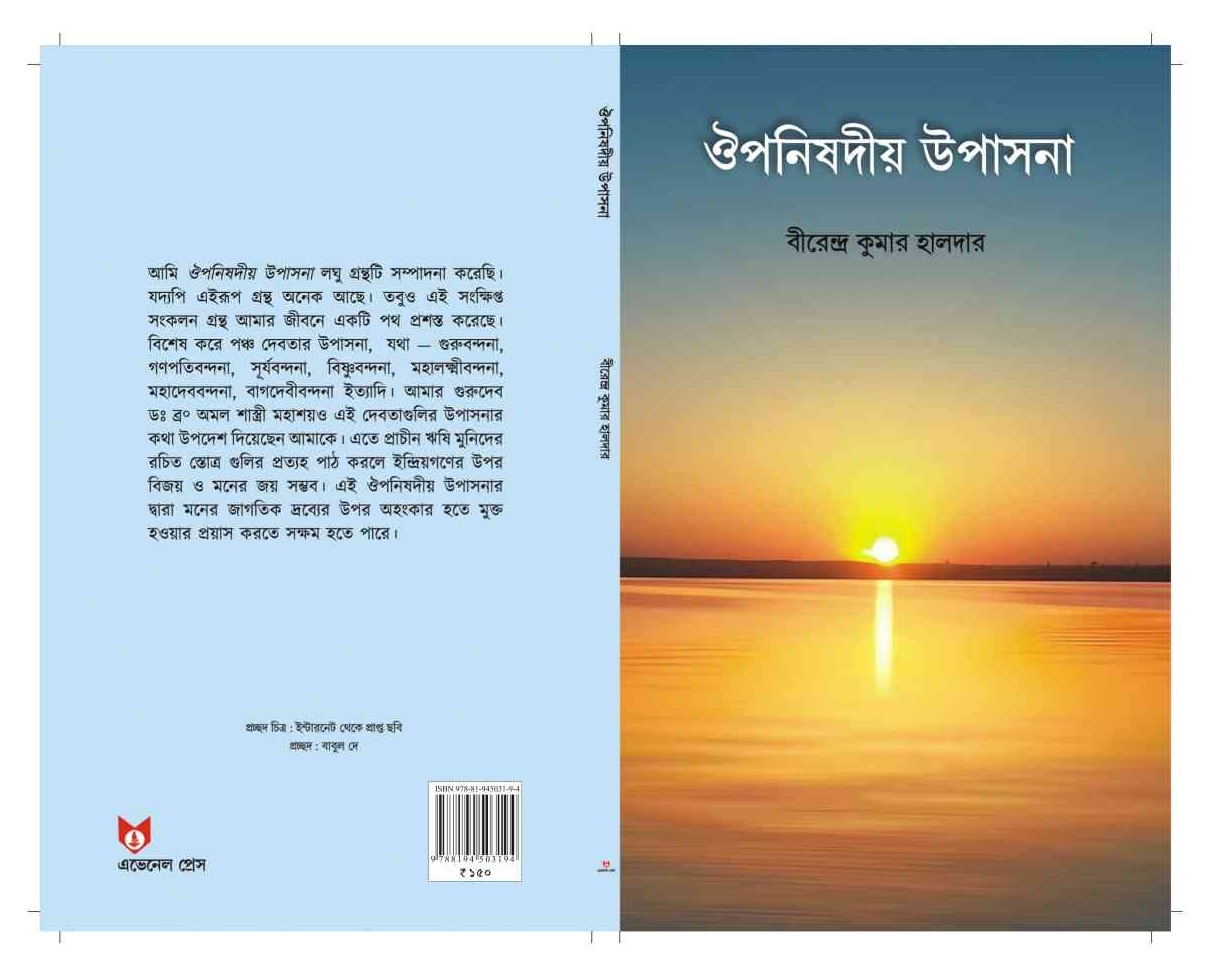 ঔপনিষদীয় উপাসনা
বীরেন্দ্র কুমার হালদার
ঔপনিষদীয় উপাসনা
বীরেন্দ্র কুমার হালদার
এভেনেল প্রেস
আমি ঔপনিষদীয় উপাসনা লঘু গ্রন্থটি সম্পাদনা করেছি।
যদ্যপি এইরূপ গ্রন্থ অনেক আছে। তবুও এই সংক্ষিপ্ত
সংকলন গ্রন্থ আমার জীবনে একটি পথ প্রশস্ত করেছে।
বিশেষ করে পঞ্চ দেবতার উপাসনা, যথা — গুরুবন্দনা,
গণপতিবন্দনা, সূর্যবন্দনা, বিষ্ণুবন্দনা, মহালক্ষ্মীবন্দনা,
মহাদেববন্দনা, বাগদেবীবন্দনা ইত্যাদি। আমার গুরুদেব
ডঃ ব্র০ অমল শাস্ত্রী মহাশয়ও এই দেবতাগুলির উপাসনার
কথা উপদেশ দিয়েছেন আমাকে। এতে প্রাচীন ঋষি মুনিদের
রচিত স্তোত্র গুলির প্রত্যহ পাঠ করলে ইন্দ্রিয়গণের উপর
বিজয় ও মনের জয় সম্ভব। এই ঔপনিষদীয় উপাসনার
দ্বারা মনের জাগতিক দ্রব্যের উপর অহংকার হতে মুক্ত
হওয়ার প্রয়াস করতে সক্ষম হতে পারে।
প্রচ্ছদ চিত্র : ইন্টারনেট থেকে প্রাপ্ত ছবি
প্রচ্ছদ : বাবুল দে
ISBN 978-81-945031-9-4
9 788194 503194
₹ ১৫০
এভেনেল প্রেস